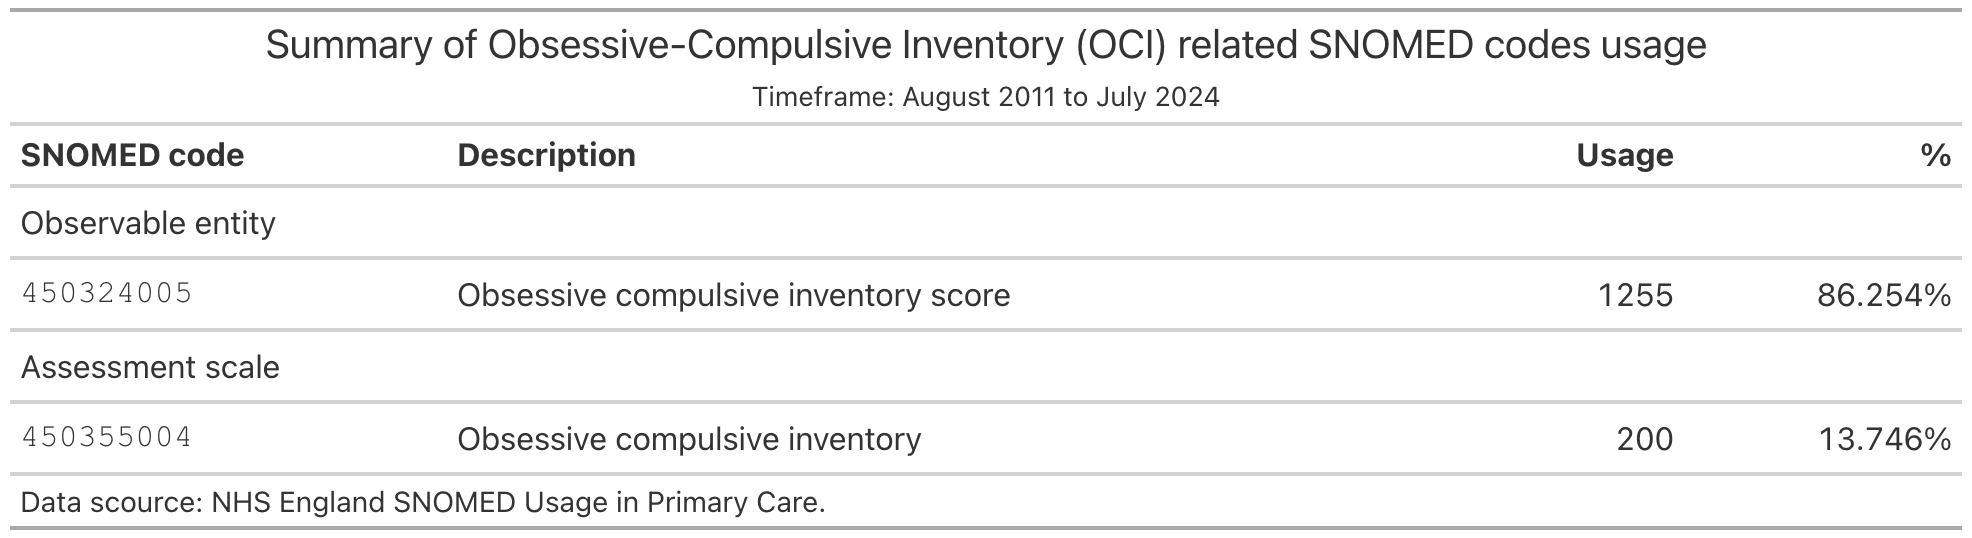 Summary of Obsessive-Compulsive Inventory (OCI) related SNOMED codes usage
Timeframe: August 2011 to July 2024
SNOMED code Description Usage %
Observable entity
450324005 Obsessive compulsive inventory score 1255 86.254%
Assessment scale
450355004 Obsessive compulsive inventory 200 13.746%
Data scource: NHS England SNOMED Usage in Primary Care.